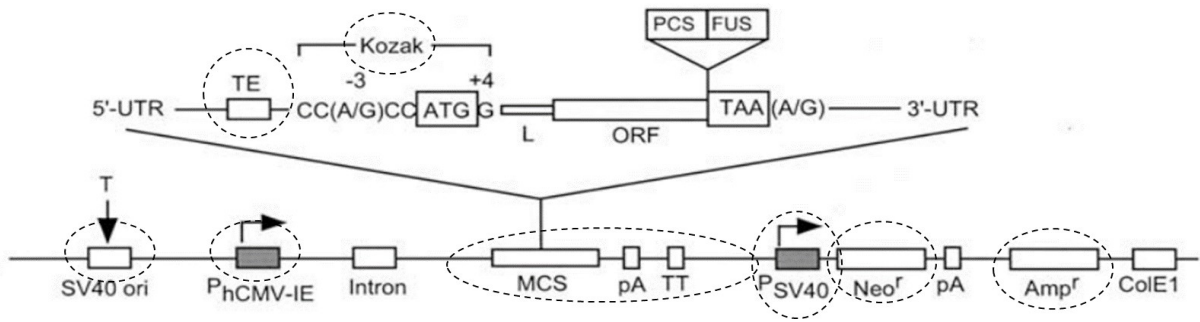 PCS FUS
Kozak
TE -3 +4
5'-UTR CC(A/G)CC ATG G TAA (A/G) 3'-UTR
L ORF
T
SV40 ori PhCMV-IE Intron MCS pA TT PSV40 Neoʳ pA Ampʳ ColE1